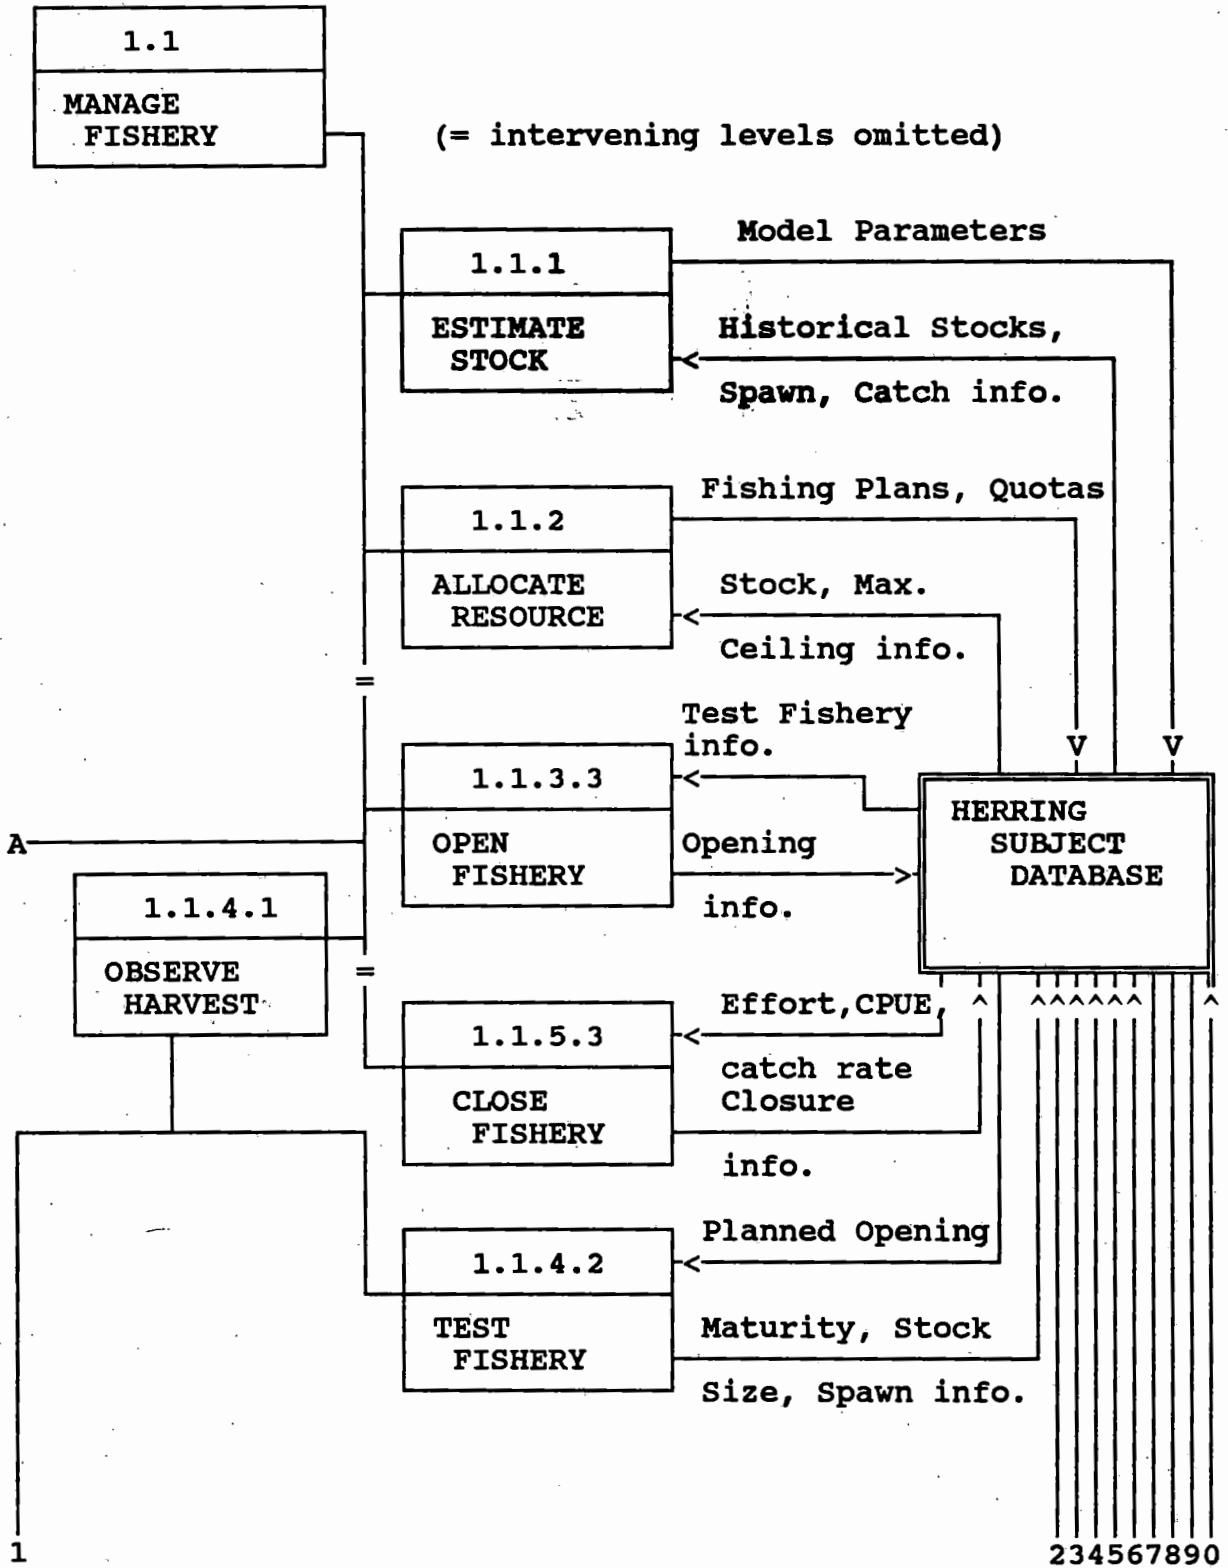 1.1
MANAGE
FISHERY
(= intervening levels omitted)
Model Parameters
1.1.1
ESTIMATE
STOCK
Historical Stocks,
<
Spawn, Catch info.
Fishing Plans, Quotas
1.1.2
ALLOCATE
RESOURCE
Stock, Max.
<
Ceiling info.
=
Test Fishery
info.
V V
1.1.3.3
<
HERRING
SUBJECT
DATABASE
A
OPEN
FISHERY
Opening
>
info.
1.1.4.1
OBSERVE
HARVEST
=
Effort,CPUE,
^ ^^^^^^ ^
1.1.5.3
<
catch rate
Closure
CLOSE
FISHERY
info.
Planned Opening
1.1.4.2
<
TEST
FISHERY
Maturity, Stock
Size, Spawn info.
1 234567890